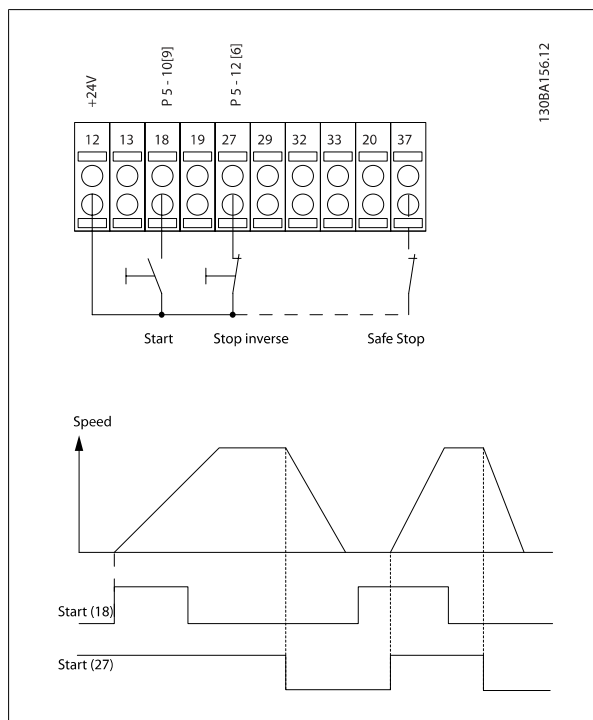 +24V
P 5 - 10[9]
P 5 - 12 [6]
130BA156.12
12 13 18 19 27 29 32 33 20 37
Start Stop inverse Safe Stop
Speed
Start (18)
Start (27)